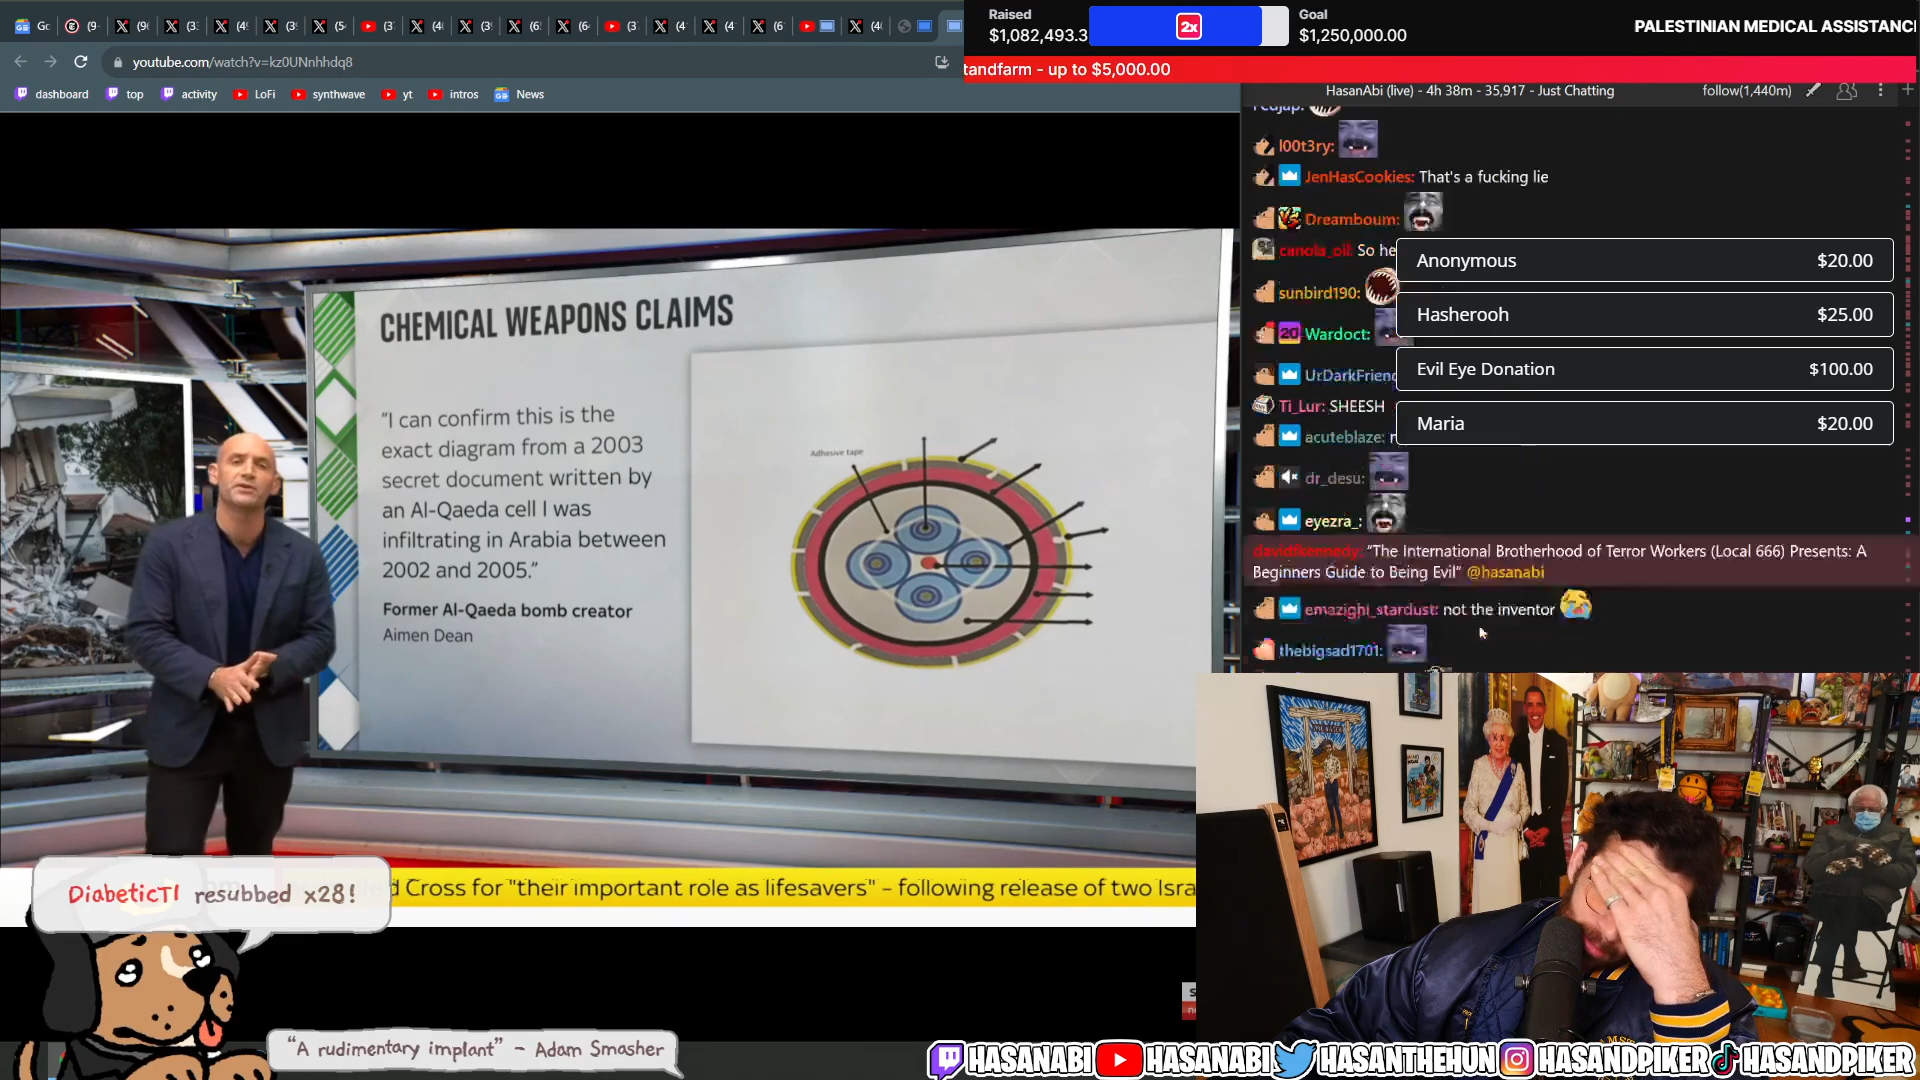 Raised
$1,082,493.3
2x
Goal
$1,250,000.00
PALESTINIAN MEDICAL ASSISTANC
tandfarm - up to $5,000.00
youtube.com/watch?v=kz0UNnhhdq8
dashboard
top
activity
LoFi
synthwave
yt
intros
News
HasanAbi (live) - 4h 38m - 35,917 - Just Chatting
follow(1,440m)
l00t3ry:
JenHasCookies: That's a fucking lie
Dreamboum:
canola_oil: So he
sunbird190:
Wardoct:
UrDarkFrienc
Ti_Lur: SHEESH
acuteblaze: r
dr_desu:
eyezra_:
davidfkennedy: "The International Brotherhood of Terror Workers (Local 666) Presents: A
Beginners Guide to Being Evil" @hasanabi
emazighi_stardust: not the inventor
thebigsad1701:
Anonymous $20.00
Hasherooh $25.00
Evil Eye Donation $100.00
Maria $20.00
CHEMICAL WEAPONS CLAIMS
"I can confirm this is the
exact diagram from a 2003
secret document written by
an Al-Qaeda cell I was
infiltrating in Arabia between
2002 and 2005."
Former Al-Qaeda bomb creator
Aimen Dean
Adhesive tape
d Cross for "their important role as lifesavers" - following release of two Isra
DiabeticT1 resubbed x28!
"A rudimentary implant" - Adam Smasher
HASANABI
HASANABI
HASANTHEHUN
HASANDPIKER
HASANDPIKER